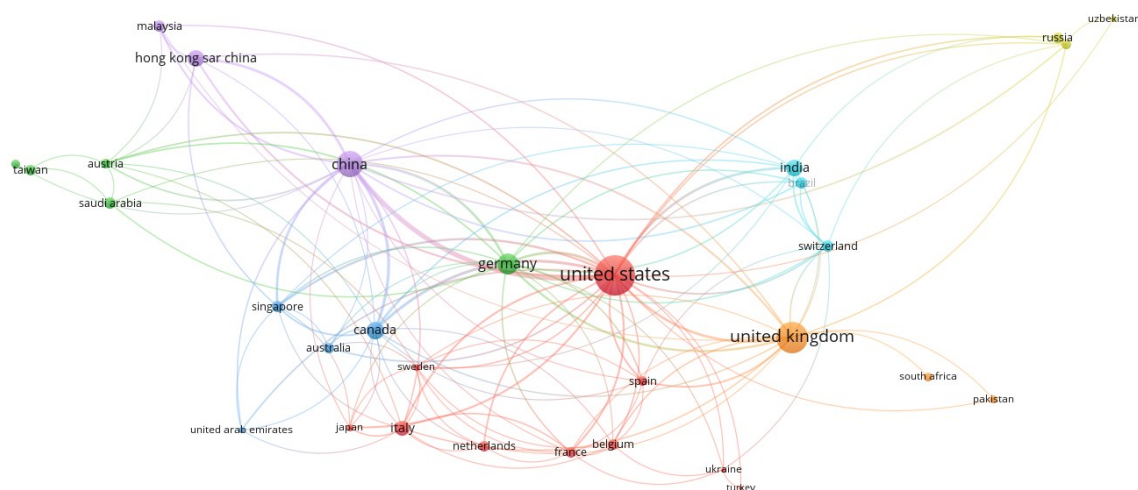 malaysia
uzbekistan
russia
hong kong sar china
china
taiwan
austria
india
brazil
saudi arabia
switzerland
germany
united states
singapore
canada
united kingdom
australia
sweden
spain
south africa
pakistan
united arab emirates
japan
italy
netherlands
france
belgium
ukraine
turkey